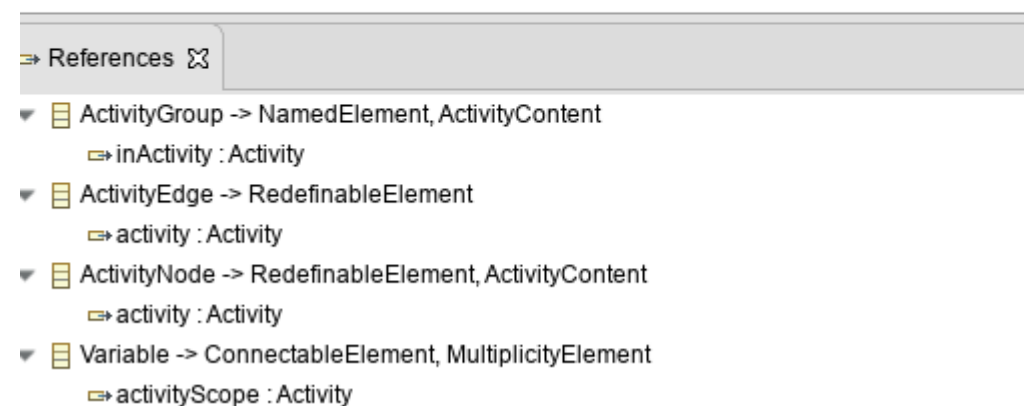 References
ActivityGroup -> NamedElement, ActivityContent
inActivity : Activity
ActivityEdge -> RedefinableElement
activity : Activity
ActivityNode -> RedefinableElement, ActivityContent
activity : Activity
Variable -> ConnectableElement, MultiplicityElement
activityScope : Activity